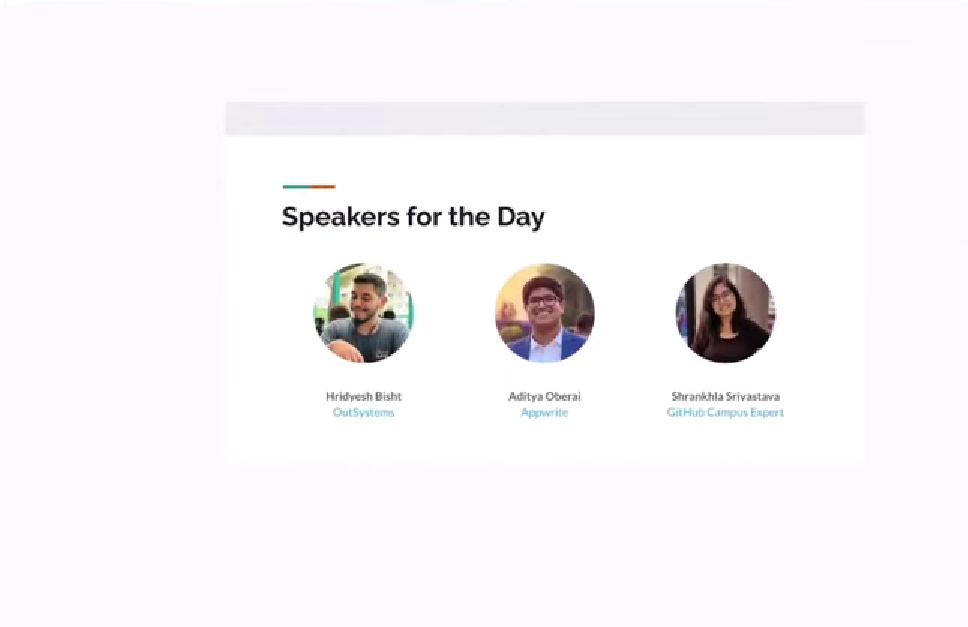 Speakers for the Day
Hridyesh Bisht
OutSystems
Aditya Oberai
Appwrite
Shrankhla Srivastava
GitHub Campus Expert